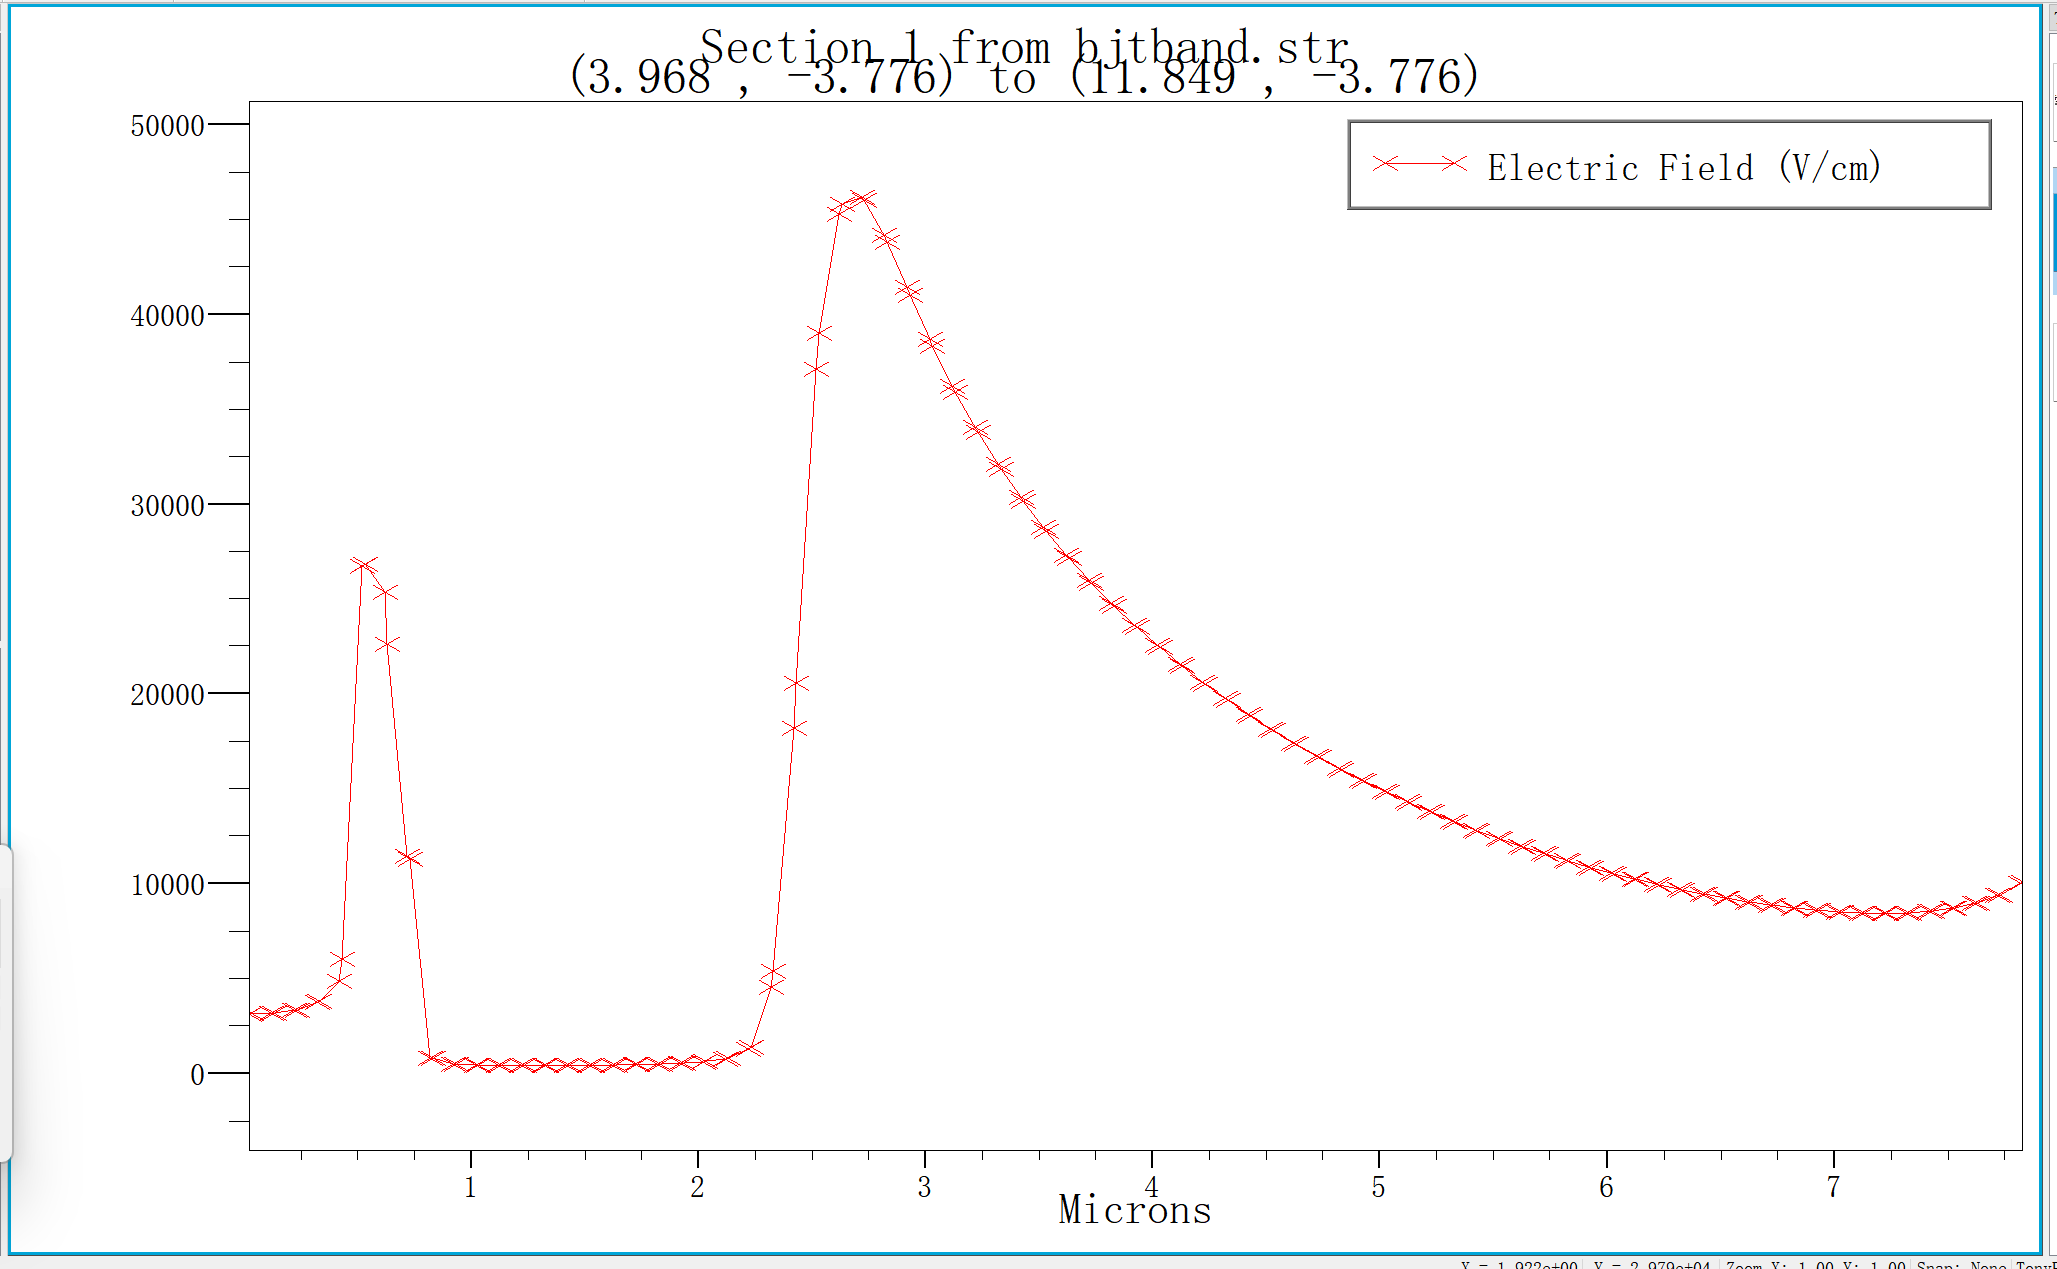 Section 1 from bjtband.str
(3.968 , -3.776) to (11.849 , -3.776)
Electric Field (V/cm)
50000
40000
30000
20000
10000
0
1 2 3 4 5 6 7
Microns